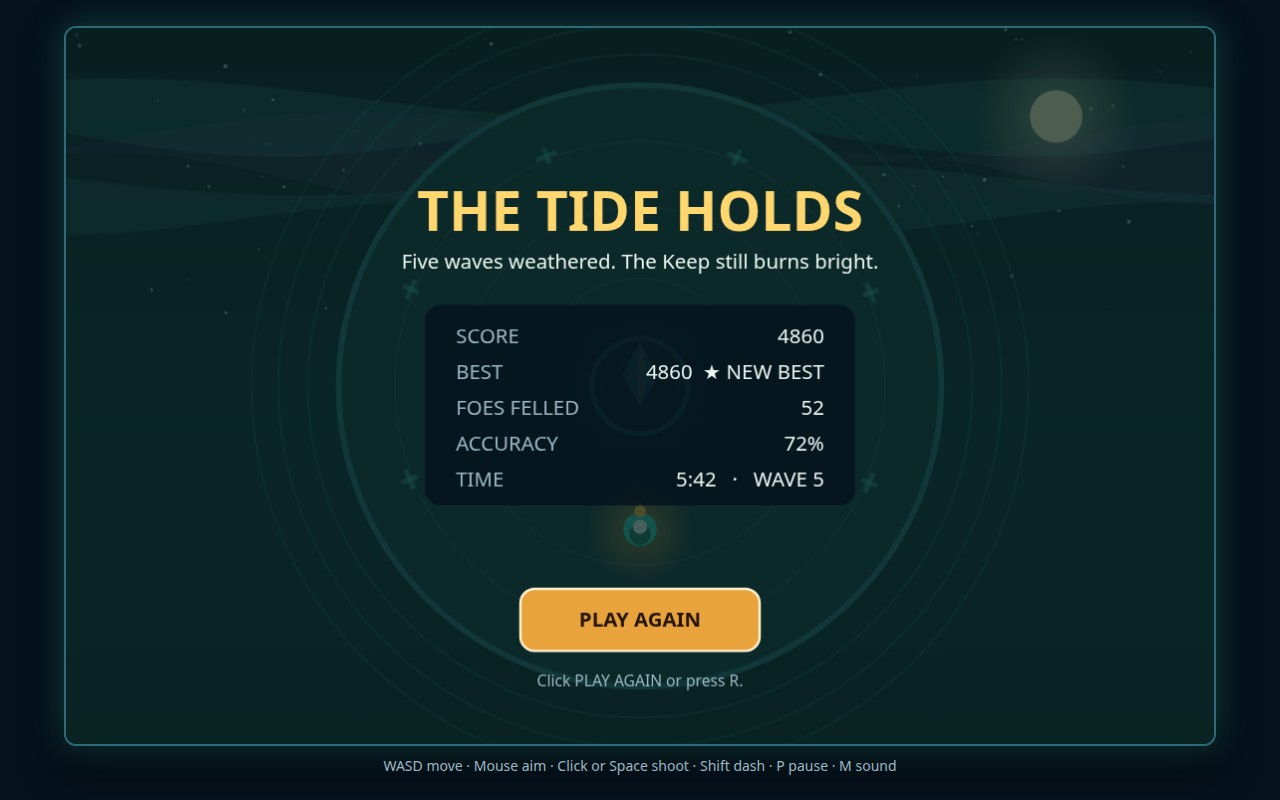 THE TIDE HOLDS
Five waves weathered. The Keep still burns bright.
SCORE 4860
BEST 4860 ★ NEW BEST
FOES FELLED 52
ACCURACY 72%
TIME 5:42 · WAVE 5
PLAY AGAIN
Click PLAY AGAIN or press R.
WASD move · Mouse aim · Click or Space shoot · Shift dash · P pause · M sound